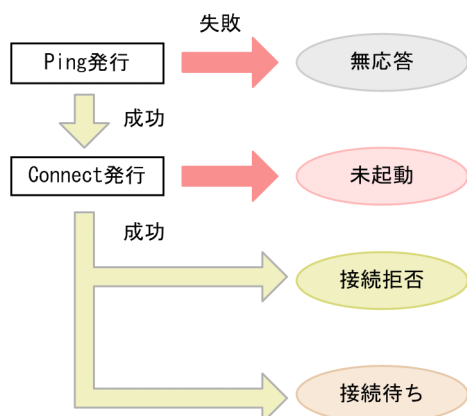 失敗
Ping発行
無応答
成功
Connect発行
未起動
成功
接続拒否
接続待ち